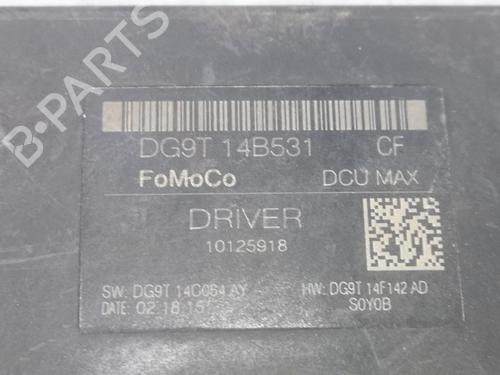 DG9T 14B531 CF
FoMoCo DCU MAX
DRIVER
10125918
SW: DG9T 14C064 AY HW: DG9T 14F142 AD
DATE: 02.18.15 S0Y0B
B-PARTS